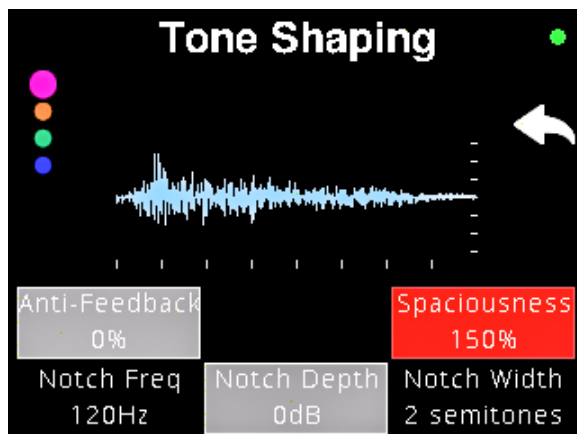 Tone Shaping
Anti-Feedback
0%
Spaciousness
150%
Notch Freq
120Hz
Notch Depth
0dB
Notch Width
2 semitones